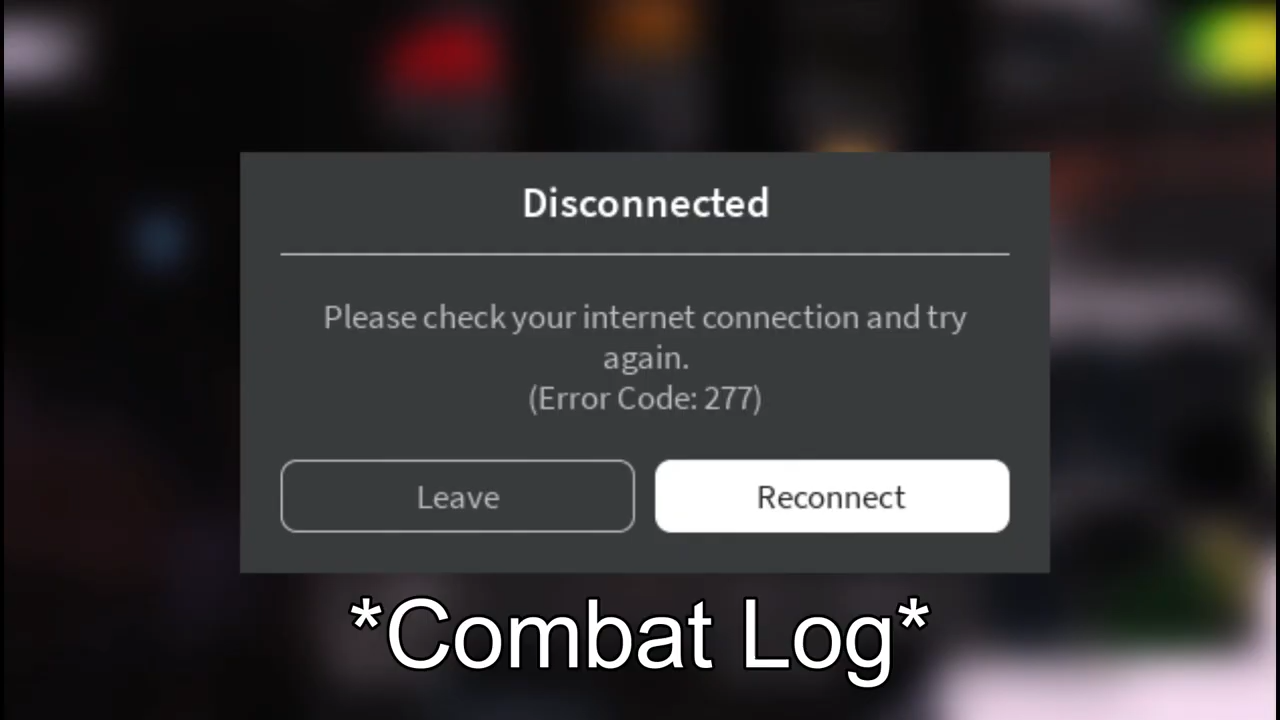 Disconnected
Please check your internet connection and try
again.
(Error Code: 277)
Leave
Reconnect
*Combat Log*